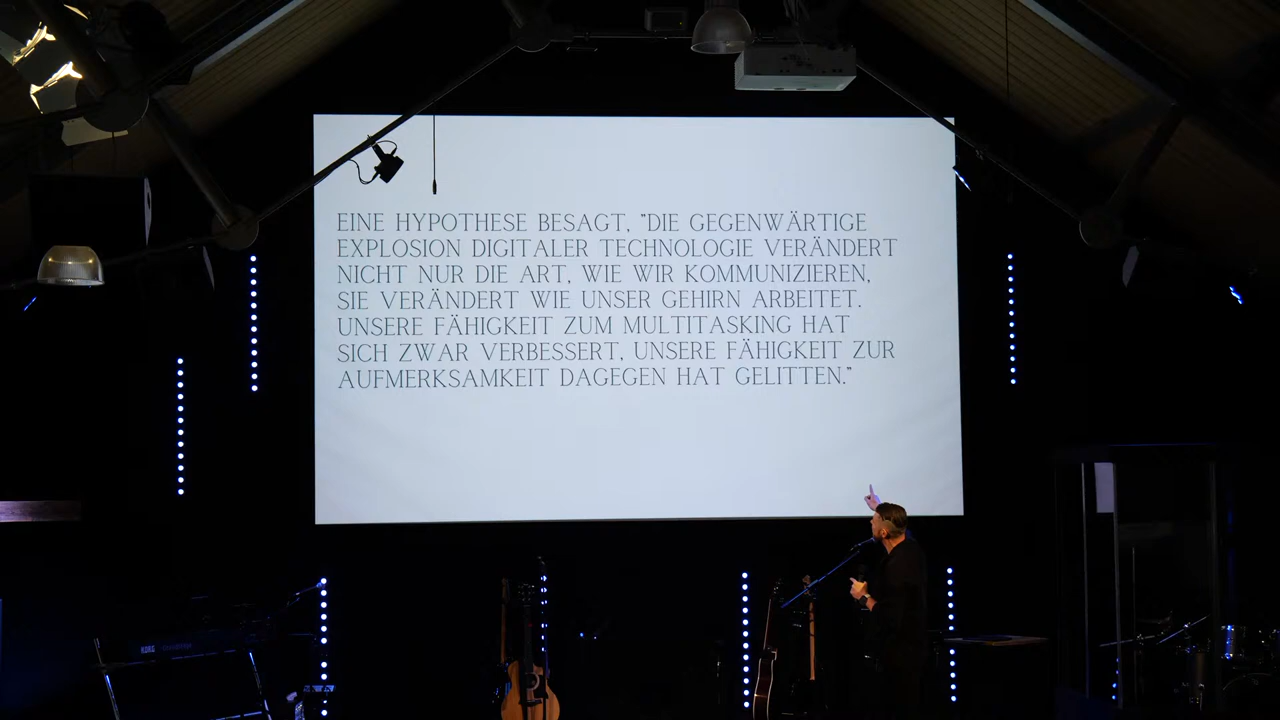 EINE HYPOTHESE BESAGT, "DIE GEGENWÄRTIGE
EXPLOSION DIGITALER TECHNOLOGIE VERÄNDERT
NICHT NUR DIE ART, WIE WIR KOMMUNIZIEREN,
SIE VERÄNDERT WIE UNSER GEHIRN ARBEITET.
UNSERE FÄHIGKEIT ZUM MULTITASKING HAT
SICH ZWAR VERBESSERT, UNSERE FÄHIGKEIT ZUR
AUFMERKSAMKEIT DAGEGEN HAT GELITTEN."
KORG